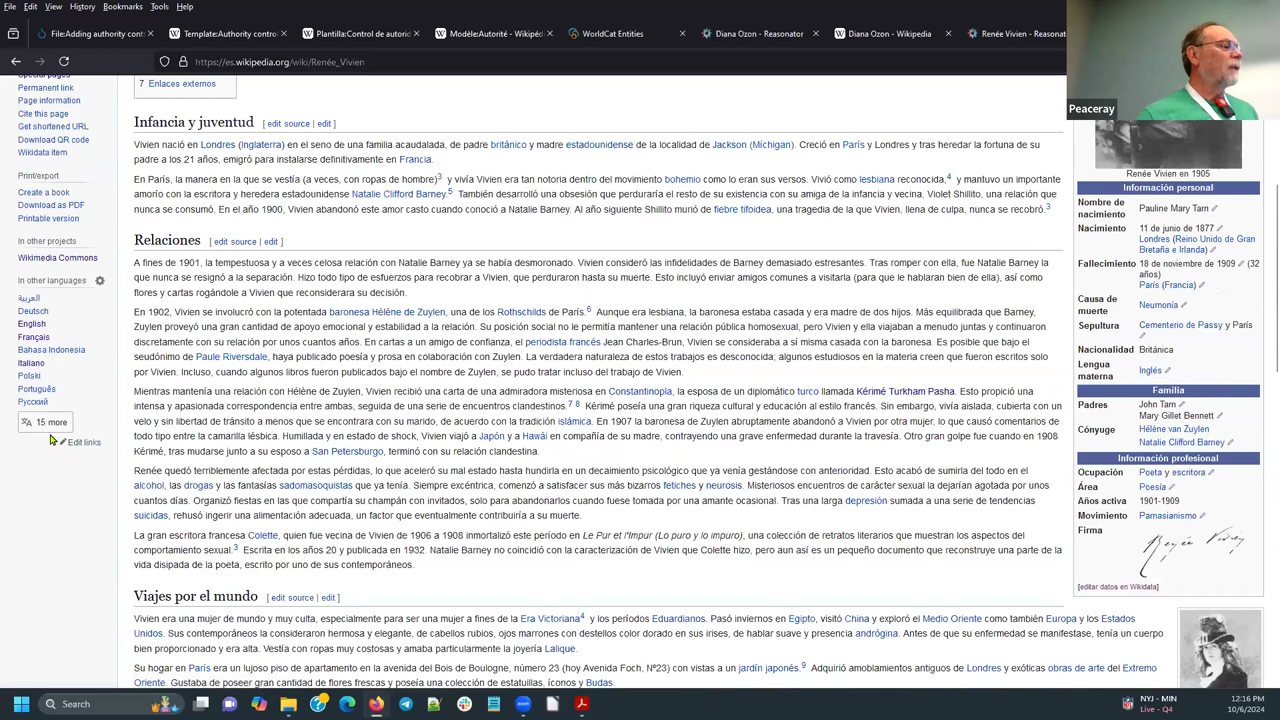 File Edit View History Bookmarks Tools Help
File:Adding authority cont
Template:Authority control
Plantilla:Control de autorid
Modèle:Autorité — Wikipédi
WorldCat Entities
Diana Ozon - Reasonator
Diana Ozon - Wikipedia
Renée Vivien - Reasona
https://es.wikipedia.org/wiki/Renée_Vivien
Peaceray
Special pages
Permanent link
Page information
Cite this page
Get shortened URL
Download QR code
Wikidata item
Print/export
Create a book
Download as PDF
Printable version
In other projects
Wikimedia Commons
In other languages
العربية
Deutsch
English
Français
Bahasa Indonesia
Italiano
Polski
Português
Русский
15 more
Edit links
7 Enlaces externos
Infancia y juventud [ edit source | edit ]
Vivien nació en Londres (Inglaterra) en el seno de una familia acaudalada, de padre británico y madre estadounidense de la localidad de Jackson (Míchigan). Creció en París y Londres y tras heredar la fortuna de su
padre a los 21 años, emigró para instalarse definitivamente en Francia.
En París, la manera en la que se vestía (a veces, con ropas de hombre)3 y vivía Vivien era tan notoria dentro del movimiento bohemio como lo eran sus versos. Vivió como lesbiana reconocida,4 y mantuvo un importante
amorío con la escritora y heredera estadounidense Natalie Clifford Barney.5 También desarrolló una obsesión que perduraría el resto de su existencia con su amiga de la infancia y vecina, Violet Shillito, una relación que
nunca se consumó. En el año 1900, Vivien abandonó este amor casto cuando conoció a Natalie Barney. Al año siguiente Shillito murió de fiebre tifoidea, una tragedia de la que Vivien, llena de culpa, nunca se recobró.3
Relaciones [ edit source | edit ]
A fines de 1901, la tempestuosa y a veces celosa relación con Natalie Barney se había desmoronado. Vivien consideró las infidelidades de Barney demasiado estresantes. Tras romper con ella, fue Natalie Barney la
que nunca se resignó a la separación. Hizo todo tipo de esfuerzos para recobrar a Vivien, que perduraron hasta su muerte. Esto incluyó enviar amigos comunes a visitarla (para que le hablaran bien de ella), así como
flores y cartas rogándole a Vivien que reconsiderara su decisión.
En 1902, Vivien se involucró con la potentada baronesa Hélène de Zuylen, una de los Rothschilds de París.6 Aunque era lesbiana, la baronesa estaba casada y era madre de dos hijos. Más equilibrada que Barney,
Zuylen proveyó una gran cantidad de apoyo emocional y estabilidad a la relación. Su posición social no le permitía mantener una relación pública homosexual, pero Vivien y ella viajaban a menudo juntas y continuaron
discretamente con su relación por unos cuantos años. En cartas a un amigo de confianza, el periodista francés Jean Charles-Brun, Vivien se consideraba a sí misma casada con la baronesa. Es posible que bajo el
seudónimo de Paule Riversdale, haya publicado poesía y prosa en colaboración con Zuylen. La verdadera naturaleza de estos trabajos es desconocida; algunos estudiosos en la materia creen que fueron escritos solo
por Vivien. Incluso, cuando algunos libros fueron publicados con el nombre de Zuylen, se pudo tratar incluso del trabajo de Vivien.
Mientras mantenía una relación con Hélène de Zuylen, Vivien recibió una carta de una admiradora misteriosa en Constantinopla, la esposa de un diplomático turco llamada Kérimé Turkham Pasha. Esto propició una
intensa y apasionada correspondencia entre ambas, seguida de una serie de encuentros clandestinos.7 8 Kérimé poseía una gran riqueza cultural y educación al estilo francés. Sin embargo, vivía aislada, cubierta con un
velo y sin libertad de tránsito a menos que se encontrara con su marido, de acuerdo con la tradición islámica. En 1907 la baronesa de Zuylen abruptamente abandonó a Vivien por otra mujer, lo que causó comentarios de
todo tipo entre la camarilla lésbica. Humillada y en estado de shock, Vivien viajó a Japón y a Hawái en compañía de su madre, contrayendo una grave enfermedad durante la travesía. Otro gran golpe fue cuando en 1908
Kérimé, tras mudarse junto a su esposo a San Petersburgo, terminó con su relación clandestina.
Renée quedó terriblemente afectada por estas pérdidas, lo que aceleró su mal estado hasta hundirla en un decaimiento psicológico que ya venía gestándose con anterioridad. Esto acabó de sumirla del todo en el
alcohol, las drogas y las fantasías sadomasoquistas que ya tenía. Siempre excéntrica, comenzó a satisfacer sus más bizarros fetiches y neurosis. Misteriosos encuentros de carácter sexual la dejarían agotada por unos
cuantos días. Organizó fiestas en las que compartía su champán con invitados, solo para abandonarlos cuando fuese tomada por una amante ocasional. Tras una larga depresión sumada a una serie de tendencias
suicidas, rehusó ingerir una alimentación adecuada, un factor que eventualmente contribuiría a su muerte.
La gran escritora francesa Colette, quien fue vecina de Vivien de 1906 a 1908 inmortalizó este período en Le Pur et l'Impur (Lo puro y lo impuro), una colección de retratos literarios que muestran los aspectos del
comportamiento sexual.3 Escrita en los años 20 y publicada en 1932. Natalie Barney no coincidió con la caracterización de Vivien que Colette hizo, pero aun así es un pequeño documento que reconstruye una parte de la
vida disipada de la poeta, escrito por uno de sus contemporáneos.
Viajes por el mundo [ edit source | edit ]
Vivien era una mujer de mundo y muy culta, especialmente para ser una mujer a fines de la Era Victoriana4 y los períodos Eduardianos. Pasó inviernos en Egipto, visitó China y exploró el Medio Oriente como también Europa y los Estados
Unidos. Sus contemporáneos la consideraron hermosa y elegante, de cabellos rubios, ojos marrones con destellos color dorado en sus irises, de hablar suave y presencia andrógina. Antes de que su enfermedad se manifestase, tenía un cuerpo
bien proporcionado y era alta. Vestía con ropas muy costosas y amaba particularmente la joyería Lalique.
Su hogar en París era un lujoso piso de apartamento en la avenida del Bois de Boulogne, número 23 (hoy Avenida Foch, Nº23) con vistas a un jardín japonés.9 Adquirió amoblamientos antiguos de Londres y exóticas obras de arte del Extremo
Oriente. Gustaba de poseer gran cantidad de flores frescas y poseía una colección de estatuillas, íconos y Budas.
Renée Vivien en 1905
Información personal
Nombre de nacimiento Pauline Mary Tarn
Nacimiento 11 de junio de 1877
Londres (Reino Unido de Gran
Bretaña e Irlanda)
Fallecimiento 18 de noviembre de 1909 (32
años)
París (Francia)
Causa de muerte Neumonía
Sepultura Cementerio de Passy y París
Nacionalidad Británica
Lengua materna Inglés
Familia
Padres John Tarn
Mary Gillet Bennett
Cónyuge Hélène van Zuylen
Natalie Clifford Barney
Información profesional
Ocupación Poeta y escritora
Área Poesía
Años activa 1901-1909
Movimiento Parnasianismo
Firma
Renée Vivien
[editar datos en Wikidata]
Search
NYJ - MIN
Live - Q4
12:16 PM
10/6/2024